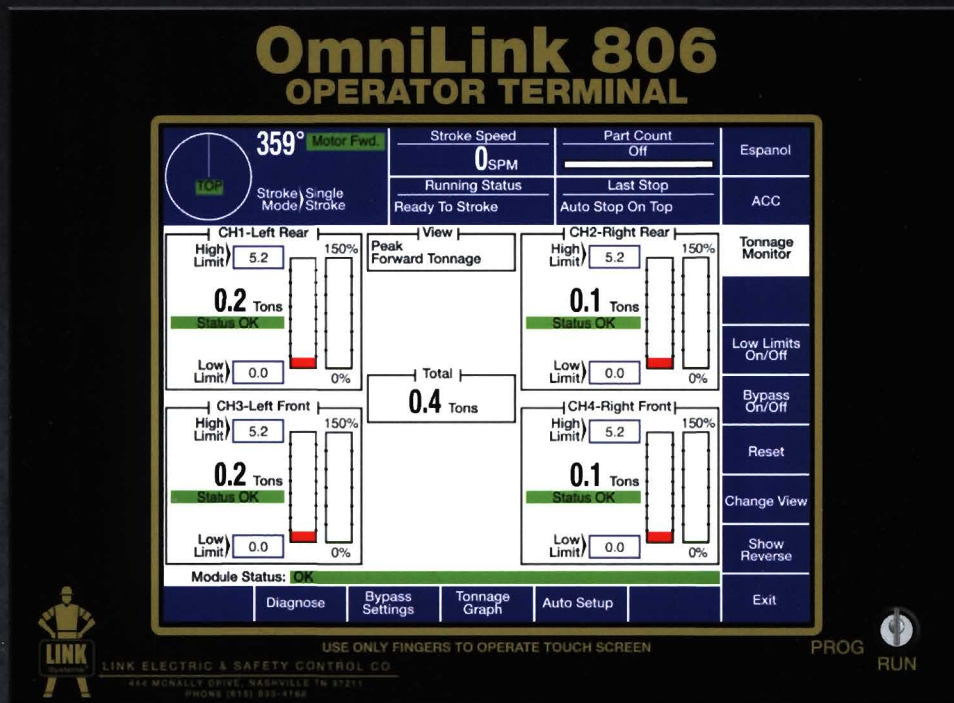 OmniLink 806
OPERATOR TERMINAL
359° Motor Fwd.
TOP
Stroke Mode) Single Stroke
Stroke Speed
0 SPM
Part Count
Off
Running Status
Ready To Stroke
Last Stop
Auto Stop On Top
Espanol
ACC
Tonnage
Monitor
Low Limits
On/Off
Bypass
On/Off
Reset
Change View
Show
Reverse
Exit
CH1-Left Rear
High Limit) 5.2
150%
0.2 Tons
Status OK
Low Limit) 0.0
0%
View
Peak
Forward Tonnage
CH2-Right Rear
High Limit) 5.2
150%
0.1 Tons
Status OK
Low Limit) 0.0
0%
Total
0.4 Tons
CH3-Left Front
High Limit) 5.2
150%
0.2 Tons
Status OK
Low Limit) 0.0
0%
CH4-Right Front
High Limit) 5.2
150%
0.1 Tons
Status OK
Low Limit) 0.0
0%
Module Status: OK
Diagnose
Bypass
Settings
Tonnage
Graph
Auto Setup
USE ONLY FINGERS TO OPERATE TOUCH SCREEN
PROG
RUN
LINK
Systems
LINK ELECTRIC & SAFETY CONTROL CO
444 MCNALLY DRIVE, NASHVILLE TN 37211
PHONE (615) 833-4168